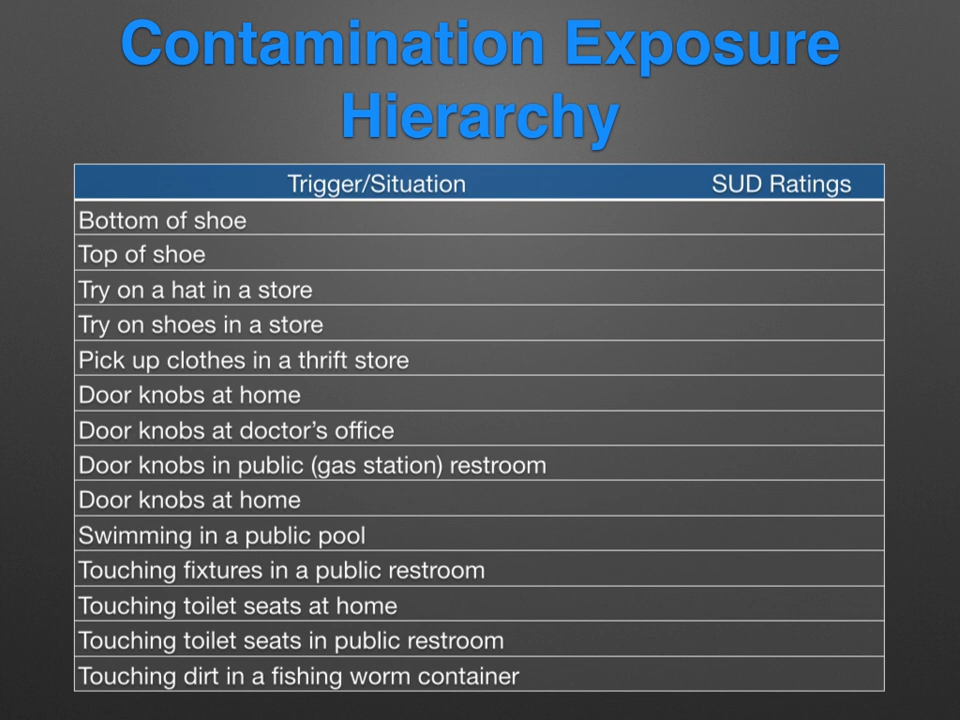 Contamination Exposure
Hierarchy
Trigger/Situation SUD Ratings
Bottom of shoe
Top of shoe
Try on a hat in a store
Try on shoes in a store
Pick up clothes in a thrift store
Door knobs at home
Door knobs at doctor’s office
Door knobs in public (gas station) restroom
Door knobs at home
Swimming in a public pool
Touching fixtures in a public restroom
Touching toilet seats at home
Touching toilet seats in public restroom
Touching dirt in a fishing worm container